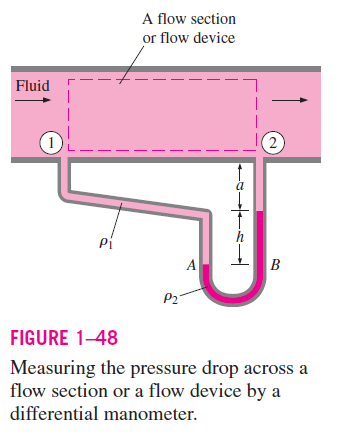 A flow section
or flow device
Fluid
1
2
a
h
ρ1
A
B
ρ2
FIGURE 1–48
Measuring the pressure drop across a
flow section or a flow device by a
differential manometer.